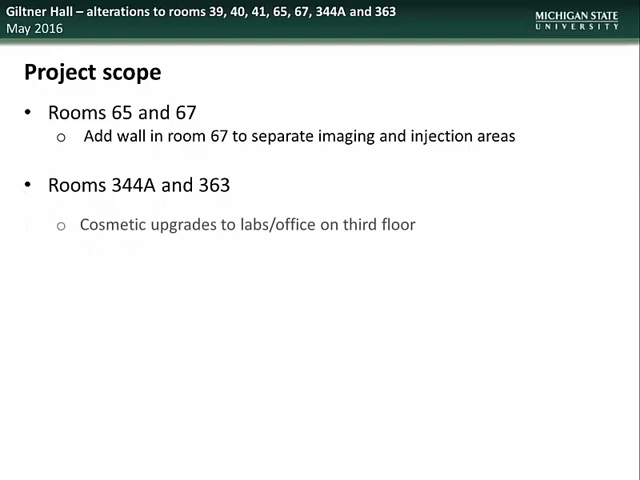 Giltner Hall – alterations to rooms 39, 40, 41, 65, 67, 344A and 363
May 2016
MICHIGAN STATE
UNIVERSITY
Project scope
• Rooms 65 and 67
o Add wall in room 67 to separate imaging and injection areas
• Rooms 344A and 363
o Cosmetic upgrades to labs/office on third floor